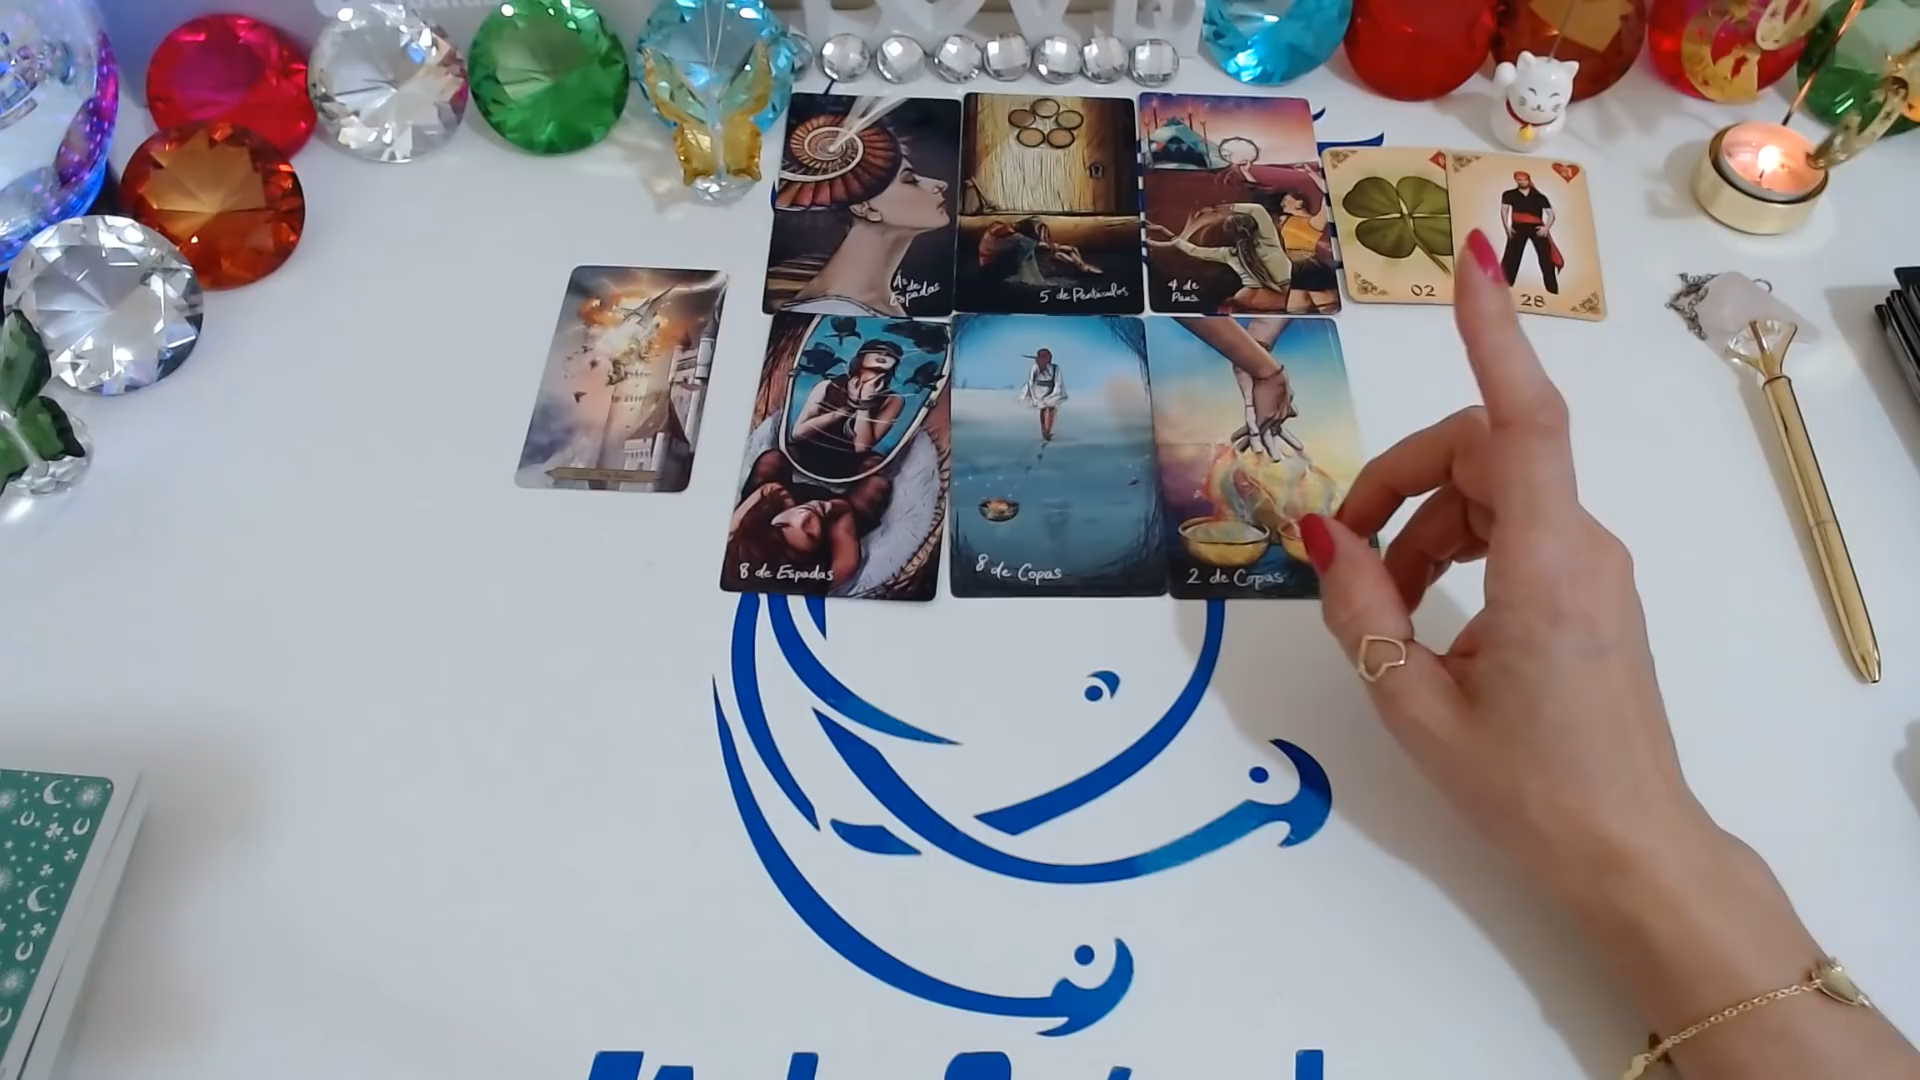 LOVE
Ás de
Espadas
5 de Pentáculos
4 de
Paus
02
28
8 de Espadas
8 de Copas
2 de Copas